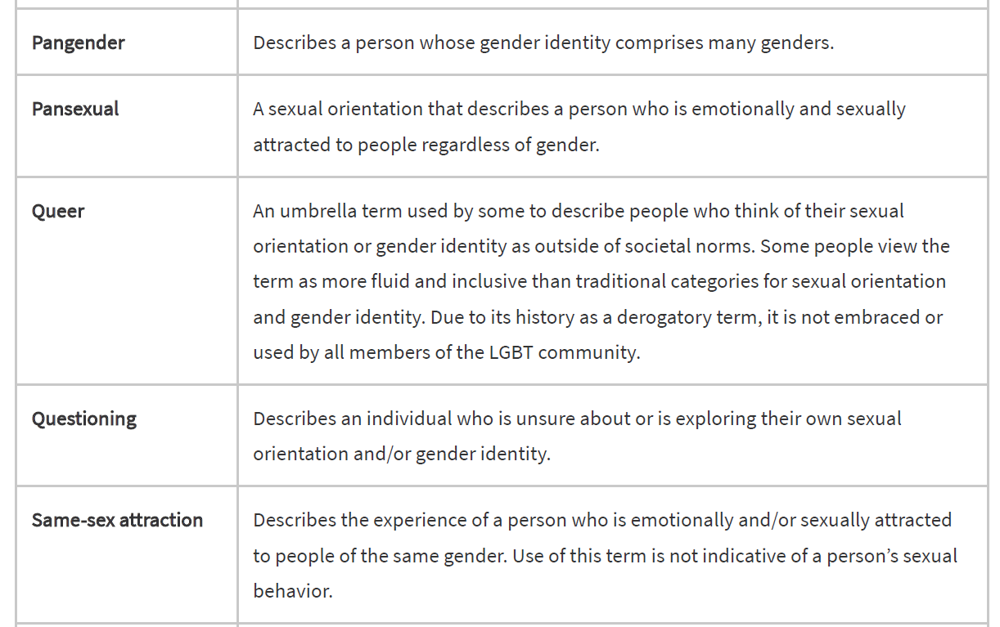 Pangender
Describes a person whose gender identity comprises many genders.
Pansexual
A sexual orientation that describes a person who is emotionally and sexually
attracted to people regardless of gender.
Queer
An umbrella term used by some to describe people who think of their sexual
orientation or gender identity as outside of societal norms. Some people view the
term as more fluid and inclusive than traditional categories for sexual orientation
and gender identity. Due to its history as a derogatory term, it is not embraced or
used by all members of the LGBT community.
Questioning
Describes an individual who is unsure about or is exploring their own sexual
orientation and/or gender identity.
Same-sex attraction
Describes the experience of a person who is emotionally and/or sexually attracted
to people of the same gender. Use of this term is not indicative of a person’s sexual
behavior.